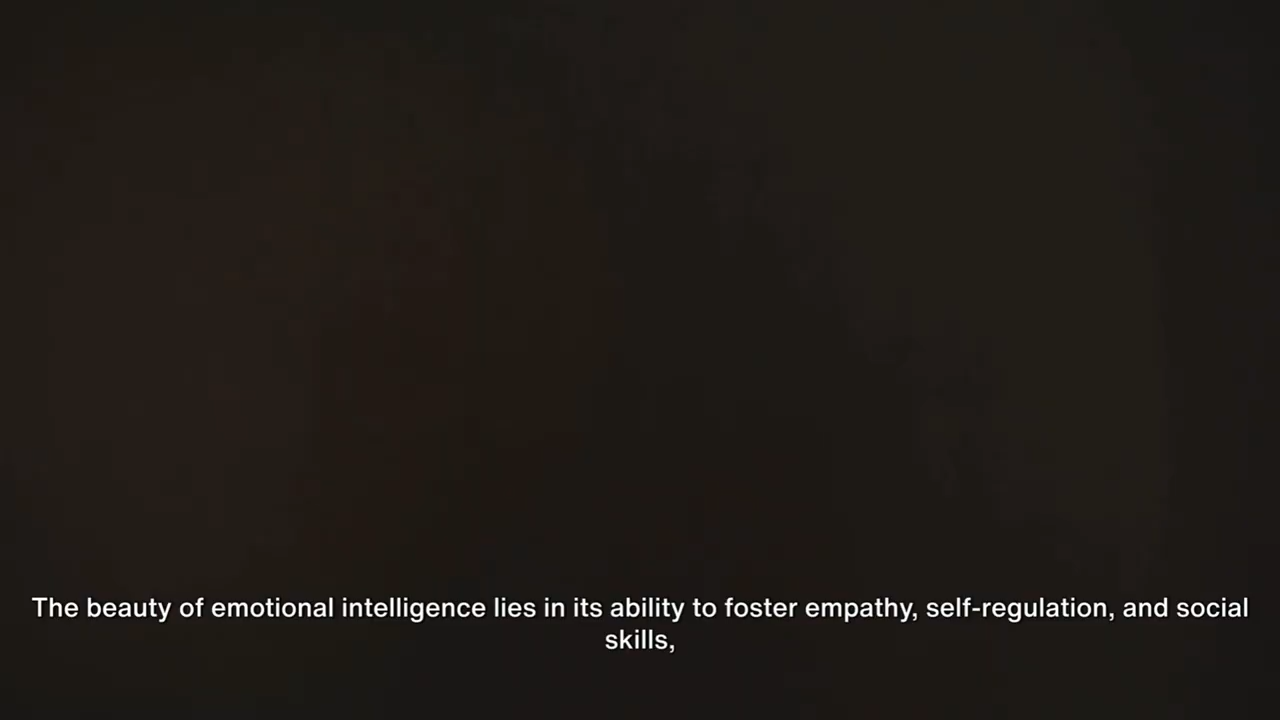 The beauty of emotional intelligence lies in its ability to foster empathy, self-regulation, and social
skills,